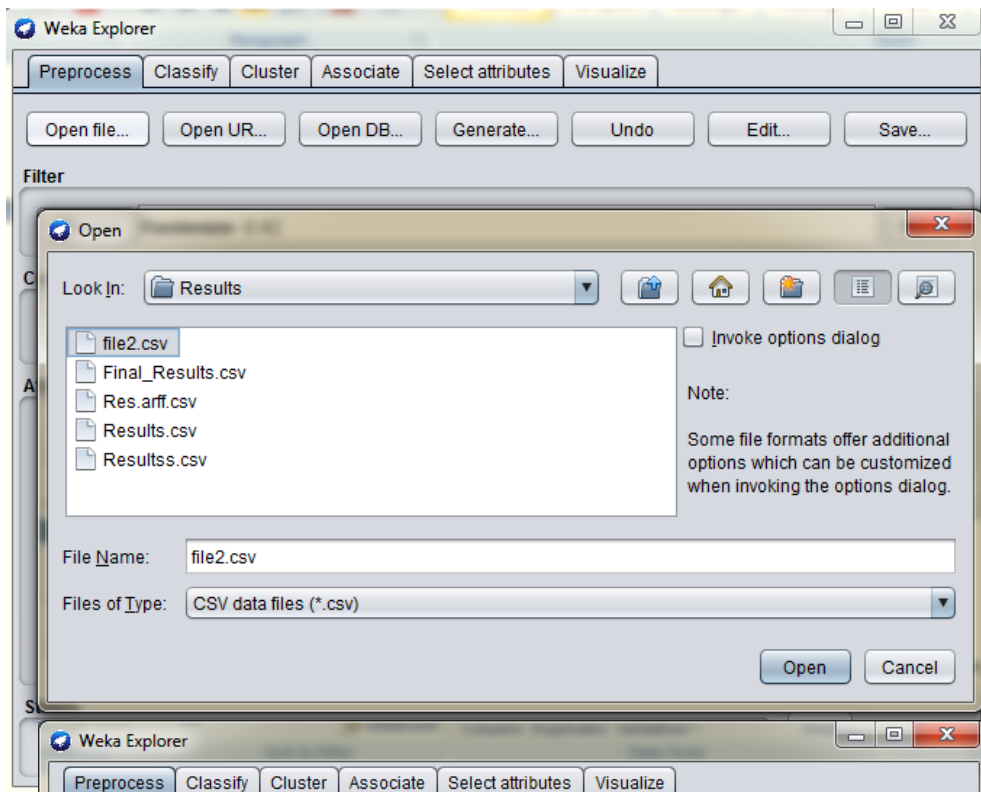 Weka Explorer
Preprocess Classify Cluster Associate Select attributes Visualize
Open file... Open UR... Open DB... Generate... Undo Edit... Save...
Filter
Open
Look In: Results
file2.csv
Final_Results.csv
Res.arff.csv
Results.csv
Resultss.csv
Invoke options dialog
Note:
Some file formats offer additional
options which can be customized
when invoking the options dialog.
File Name: file2.csv
Files of Type: CSV data files (*.csv)
Open Cancel
Weka Explorer
Preprocess Classify Cluster Associate Select attributes Visualize